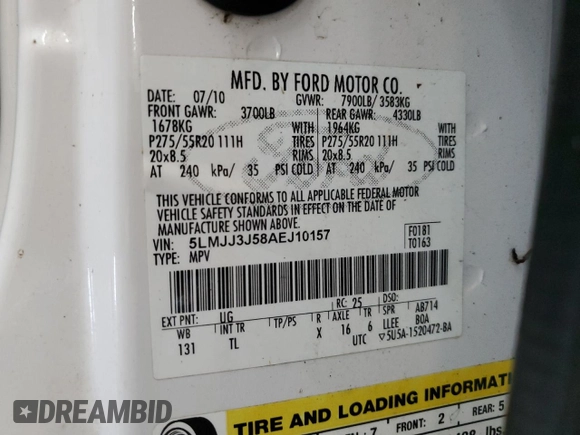 MFD. BY FORD MOTOR CO.
DATE: 07/10 GVWR: 7900LB/ 3583KG
FRONT GAWR: 3700LB REAR GAWR: 4330LB
1678KG WITH 1964KG WITH
P275/55R20 111H TIRES P275/55R20 111H TIRES
20x8.5 RIMS 20x8.5 RIMS
AT 240 kPa/ 35 PSI COLD AT 240 kPa/ 35 PSI COLD
THIS VEHICLE CONFORMS TO ALL APPLICABLE FEDERAL MOTOR
VEHICLE SAFETY STANDARDS IN EFFECT ON THE DATE OF
MANUFACTURE SHOWN ABOVE.
VIN: 5LMJJ3J58AEJ10157 F0181
TYPE: MPV T0163
EXT PNT: UG RC: 25 DSO:
WB INT TR TP/PS R AXLE TR SPR AB714
131 TL X 16 6 LLEE B0A
UTC 5U5A-1520472-BA
TIRE AND LOADING INFORMATI
7 FRONT: 2 REAR: 5
lbs.
DREAMBID